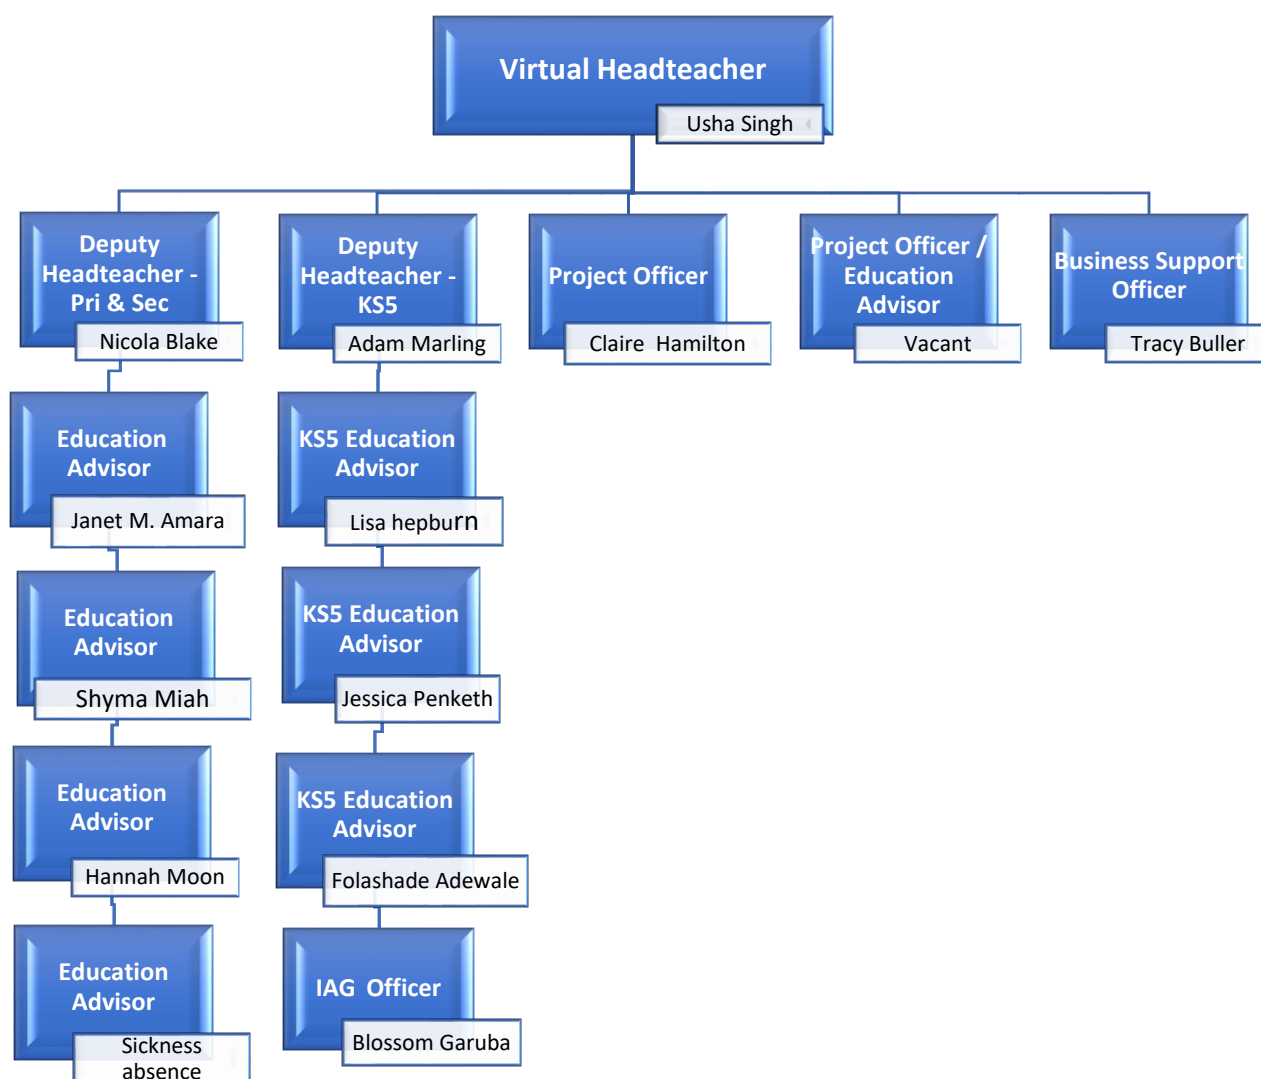 Virtual Headteacher
Usha Singh
Deputy
Headteacher -
Pri & Sec
Nicola Blake
Deputy
Headteacher -
KS5
Adam Marling
Project Officer
Claire  Hamilton
Project Officer /
Education
Advisor
Vacant
Business Support
Officer
Tracy Buller
Education
Advisor
Janet M. Amara
KS5 Education
Advisor
Lisa hepburn
Education
Advisor
Shyma Miah
KS5 Education
Advisor
Jessica Penketh
Education
Advisor
Hannah Moon
KS5 Education
Advisor
Folashade Adewale
Education
Advisor
Sickness
absence
IAG  Officer
Blossom Garuba